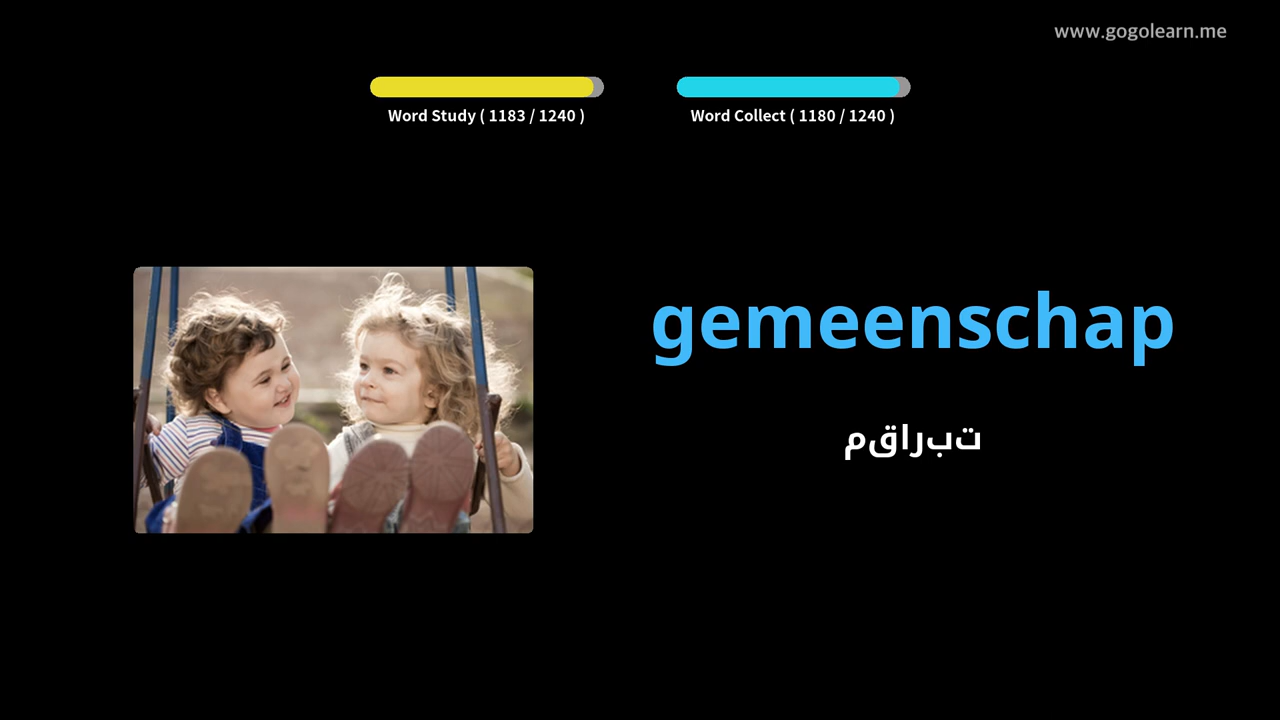 www.gogolearn.me
Word Study ( 1183 / 1240 )
Word Collect ( 1180 / 1240 )
gemeenschap
تبراقم